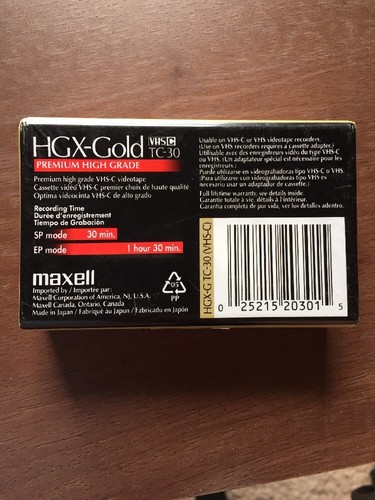 HGX-Gold VHSC TC-30
PREMIUM HIGH GRADE
Premium high grade VHS-C videotape
Cassette vidéo VHS-C premier choix de haute qualité
Optima videocinta VHS-C de alto grado
Recording Time
Durée d'enregistrement
Tiempo de Grabación
SP mode 30 min.
EP mode 1 hour 30 min.
maxell
Imported by / Importée par:
Maxell Corporation of America, NJ, U.S.A.
Maxell Canada, Ontario, Canada
Made in Japan / Fabriqué au Japon / Fabricado en Japón
05
PP
Usable on VHS-C or VHS videotape recorders.
(Use on VHS recorders requires a cassette adapter.)
Utilisable avec des enregistreurs vidéo du type VHS-C
ou VHS. (Un adaptateur spécial est nécessaire pour les
enregistreurs.)
Puede utilizarse en videograbadoras tipo VHS-C o VHS.
(Para utilizarse con videograbadoras tipo VHS es necesario
usar un adaptador de cassette.)
Full lifetime warranty, see details inside.
Garantie totale à vie, détails à l'intérieur.
Garantía completa de por vida, ver los detalles adentro.
HGX-G TC-30 (VHS-C)
0 25215 20301 5